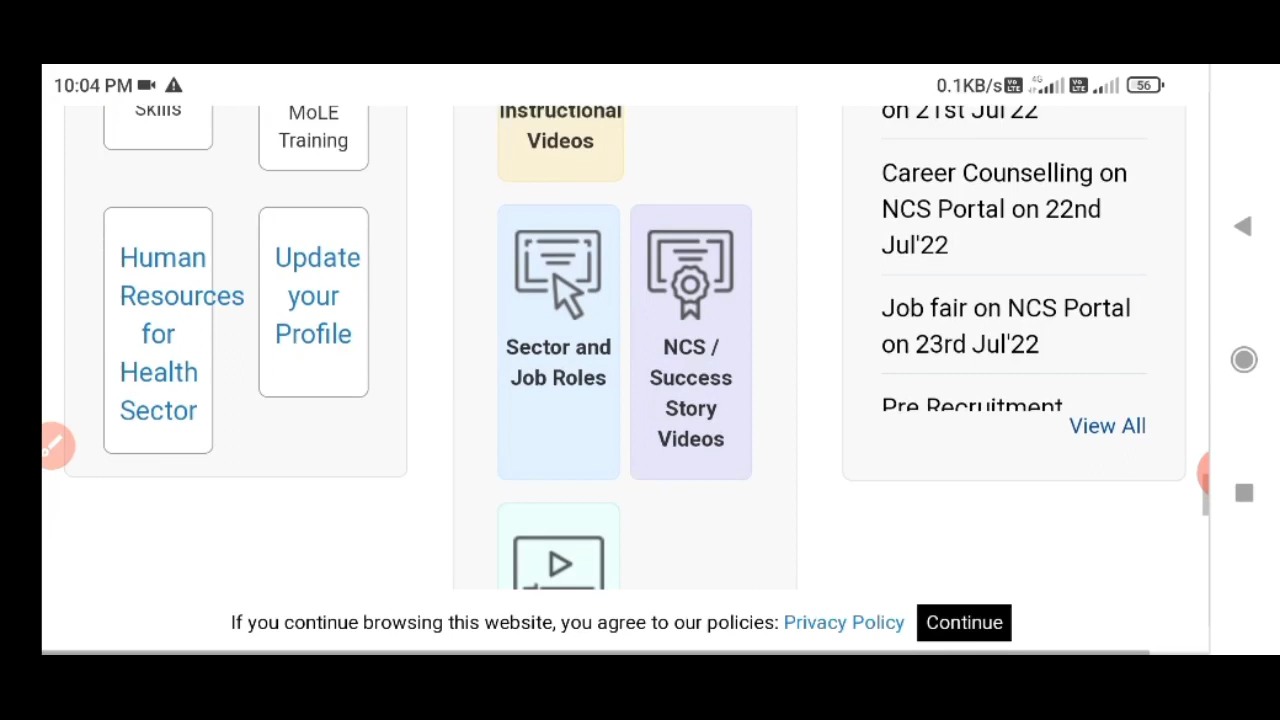 10:04 PM
0.1KB/s
4G
56
Skills
MoLE
Training
Human
Resources
for
Health
Sector
Update
your
Profile
Instructional
Videos
Sector and
Job Roles
NCS /
Success
Story
Videos
on 21st Jul'22
Career Counselling on
NCS Portal on 22nd
Jul'22
Job fair on NCS Portal
on 23rd Jul'22
Pre Recruitment
View All
If you continue browsing this website, you agree to our policies: Privacy Policy Continue